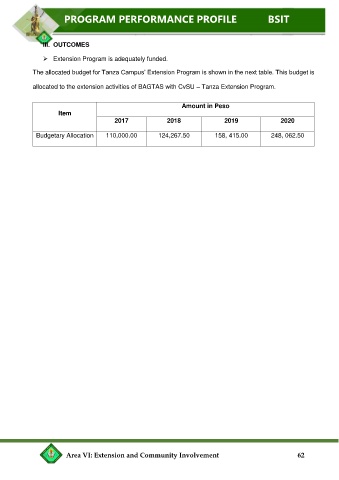 PROGRAM PERFORMANCE PROFILE BSIT
III. OUTCOMES
➢ Extension Program is adequately funded.
The allocated budget for Tanza Campus' Extension Program is shown in the next table. This budget is
allocated to the extension activities of BAGTAS with CvSU – Tanza Extension Program.
Item Amount in Peso
2017 2018 2019 2020
Budgetary Allocation 110,000.00 124,267.50 158, 415.00 248, 062.50
Area VI: Extension and Community Involvement 62